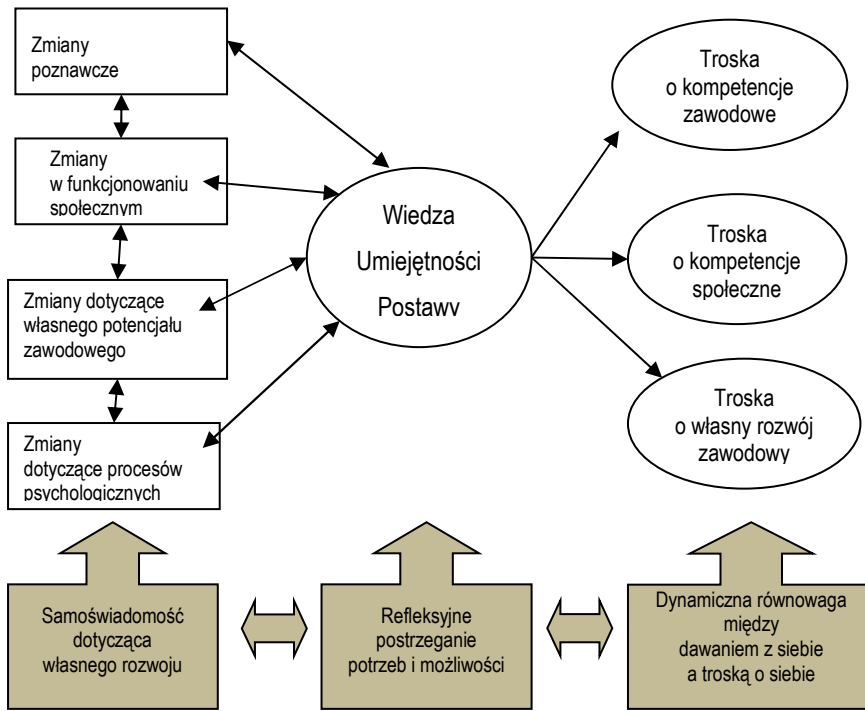 Zmiany
poznawcze
Zmiany
w funkcjonowaniu
społecznym
Zmiany dotyczące
własnego potencjału
zawodowego
Zmiany
dotyczące procesów
psychologicznych
Wiedza
Umiejętności
Postawy
Troska
o kompetencje
zawodowe
Troska
o kompetencje
społeczne
Troska
o własny rozwój
zawodowy
Samoświadomość
dotycząca
własnego rozwoju
Refleksyjne
postrzeganie
potrzeb i możliwości
Dynamiczna równowaga
między
dawaniem z siebie
a troską o siebie